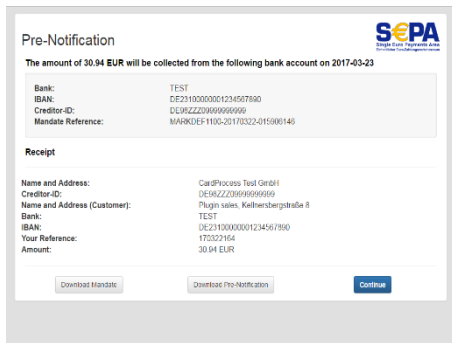 Pre-Notification
S€PA
Single Euro Payments Area
The amount of 30.94 EUR will be collected from the following bank account on 2017-03-23
Bank: TEST
IBAN: DE23100000001234567890
Creditor-ID: DE98ZZZ09999999999
Mandate Reference: MARKDEF1100-20170322-015906146
Receipt
Name and Address: CardProcess Test GmbH
Creditor-ID: DE98ZZZ09999999999
Name and Address (Customer): Plugin sales, Kellnersbergstraße 8
Bank: TEST
IBAN: DE23100000001234567890
Your Reference: 170322164
Amount: 30.94 EUR
Download Mandate
Download Pre-Notification
Continue